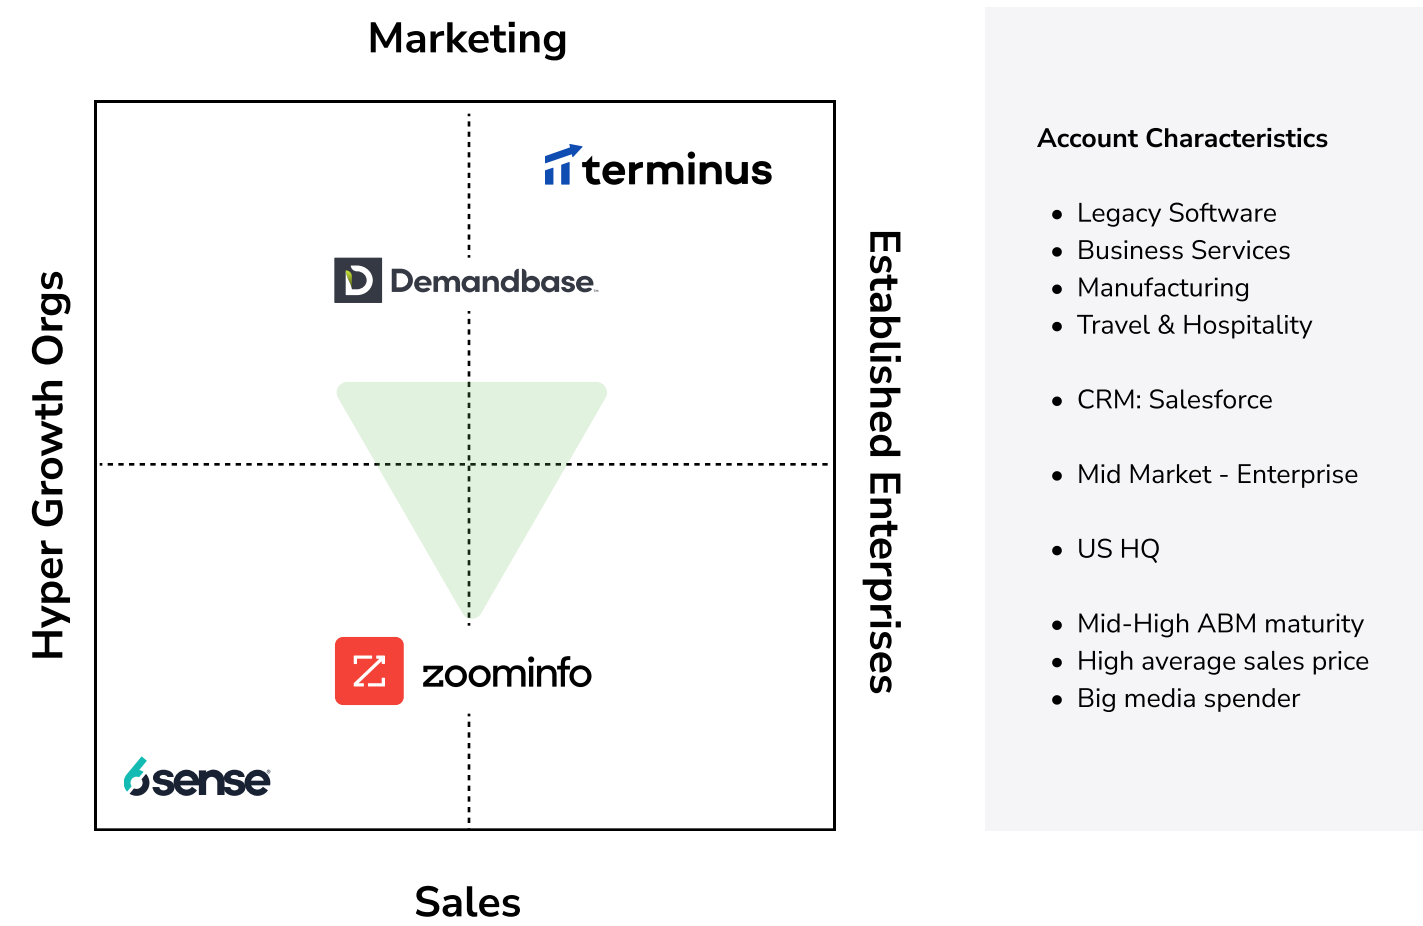 Marketing
terminus
Demandbase
Hyper Growth Orgs
Established Enterprises
zoominfo
6sense
Sales
Account Characteristics
• Legacy Software
• Business Services
• Manufacturing
• Travel & Hospitality
• CRM: Salesforce
• Mid Market - Enterprise
• US HQ
• Mid-High ABM maturity
• High average sales price
• Big media spender